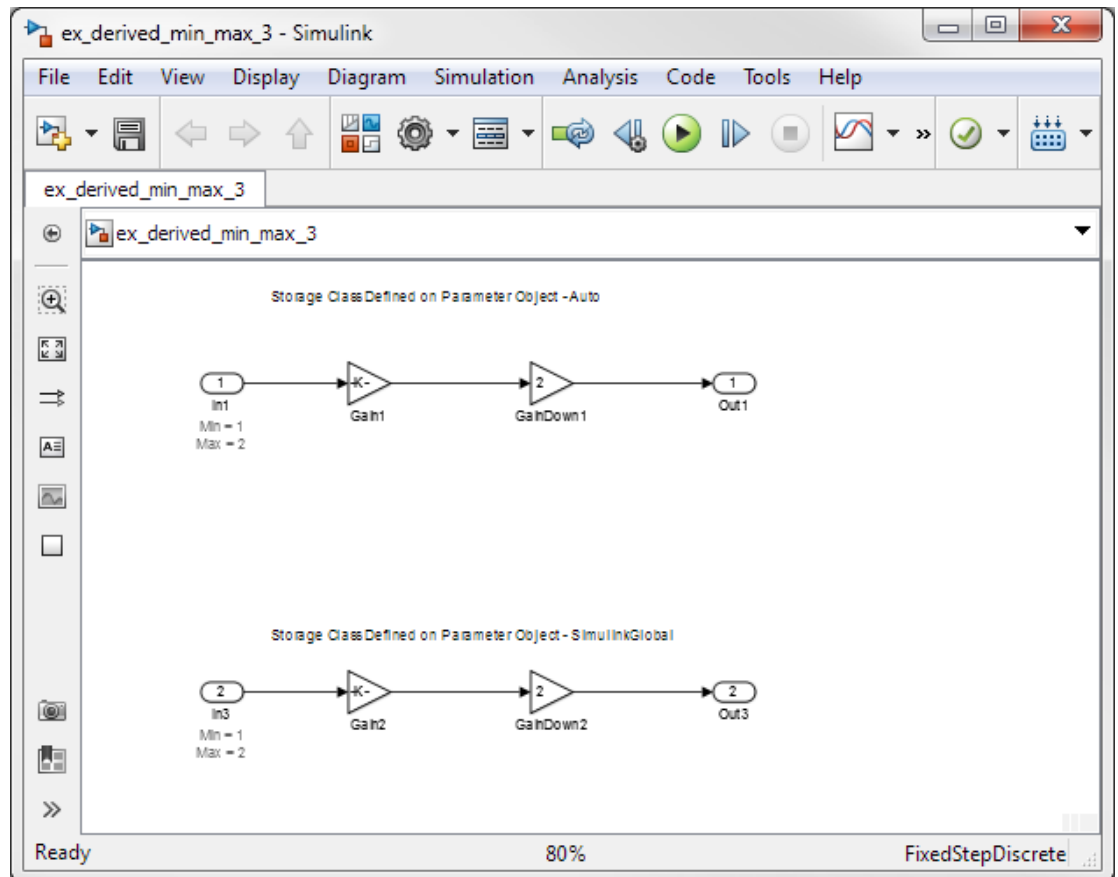 ex_derived_min_max_3 - Simulink
File Edit View Display Diagram Simulation Analysis Code Tools Help
ex_derived_min_max_3
ex_derived_min_max_3
Storage Class Defined on Parameter Object - Auto
1 -K- 2 1
In1 Gain1 GainDown1 Out1
Min = 1
Max = 2
Storage Class Defined on Parameter Object - SimulinkGlobal
2 -K- 2 2
In3 Gain2 GainDown2 Out3
Min = 1
Max = 2
Ready 80% FixedStepDiscrete